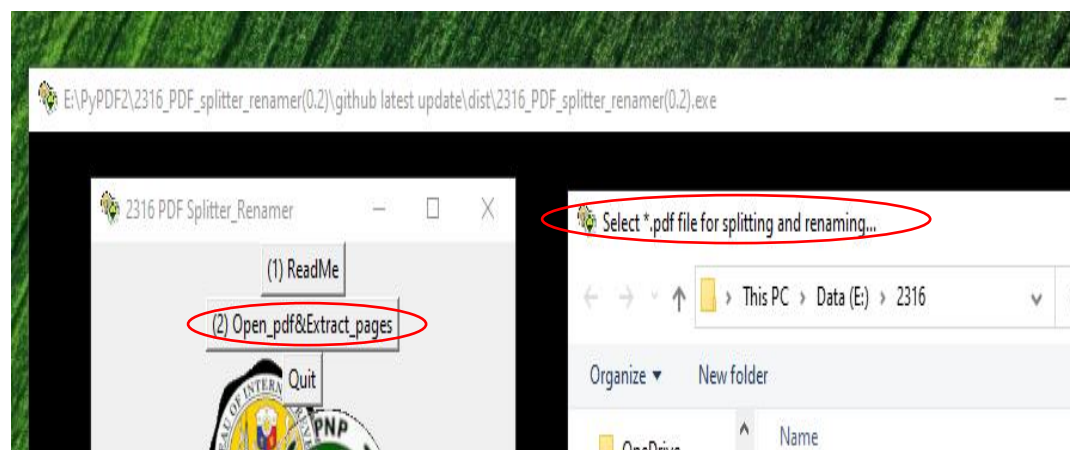 E:\PyPDF2\2316_PDF_splitter_renamer(0.2)\github latest update\dist\2316_PDF_splitter_renamer(0.2).exe
2316 PDF Splitter_Renamer
(1) ReadMe
(2) Open_pdf&Extract_pages
Quit
PNP
Select *.pdf file for splitting and renaming...
This PC > Data (E:) > 2316
Organize ▾ New folder
OneDrive
Name